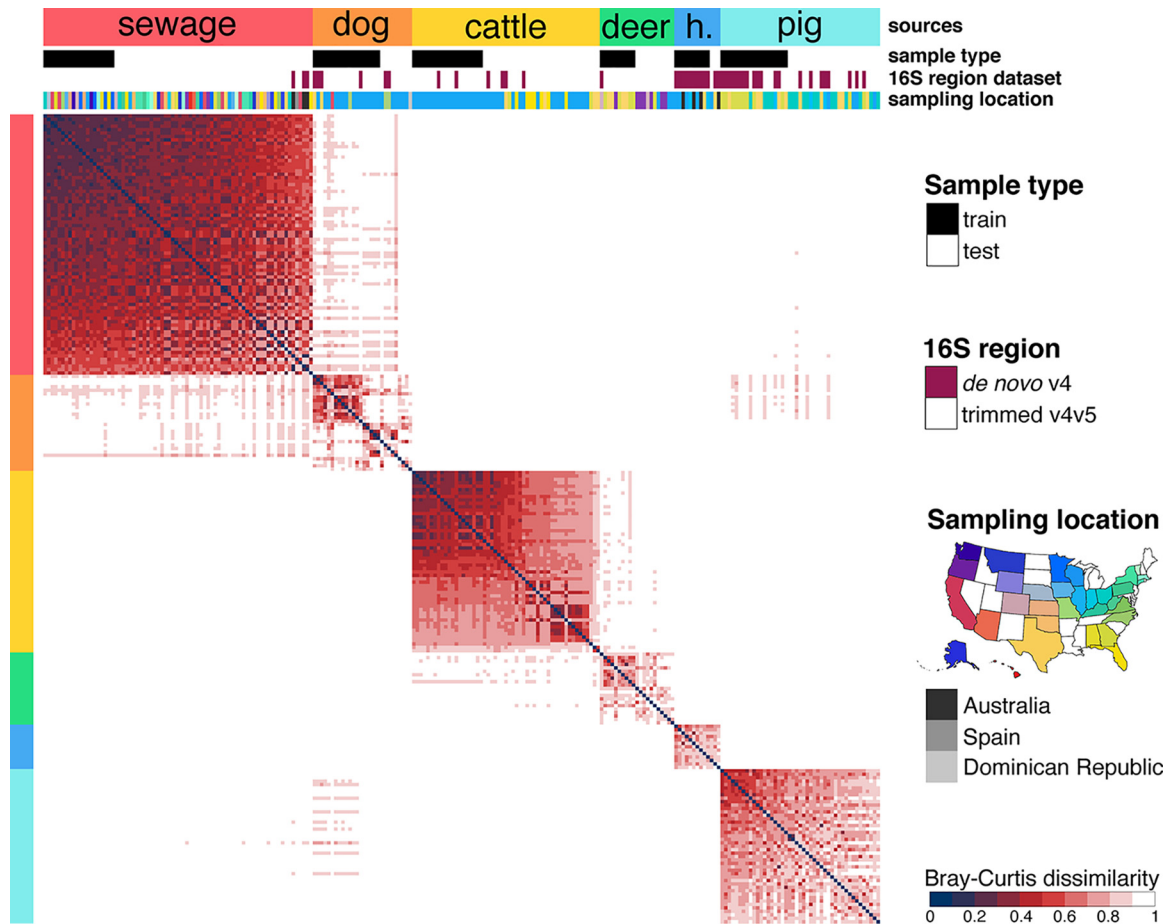 sewage dog cattle deer h. pig sources
sample type
16S region dataset
sampling location
Sample type
train
test
16S region
de novo v4
trimmed v4v5
Sampling location
Australia
Spain
Dominican Republic
Bray-Curtis dissimilarity
0 0.2 0.4 0.6 0.8 1